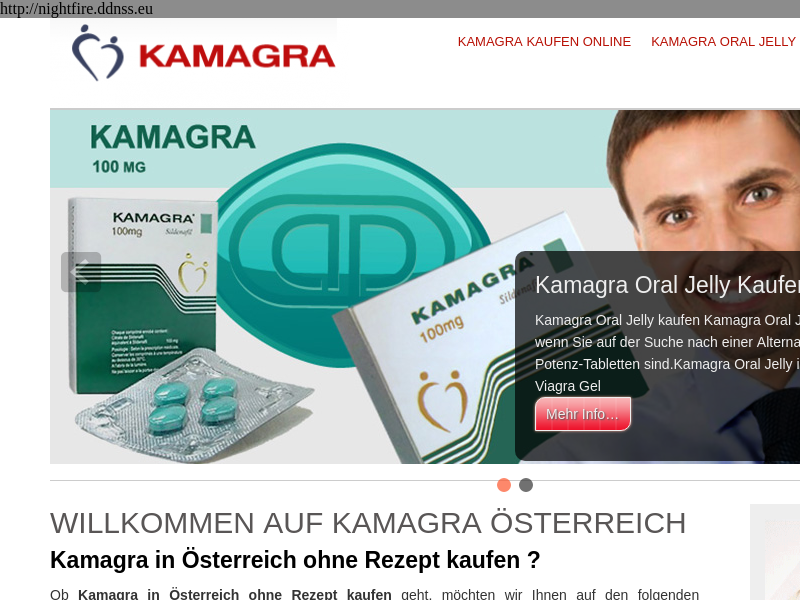 http://nightfire.ddnss.eu
KAMAGRA
KAMAGRA KAUFEN ONLINE
KAMAGRA ORAL JELLY
KAMAGRA
100 MG
KAMAGRA
100mg
Sildenafil
KAMAGRA
100mg
Kamagra Oral Jelly Kaufen
Kamagra Oral Jelly kaufen Kamagra Oral J
wenn Sie auf der Suche nach einer Alterna
Potenz-Tabletten sind.Kamagra Oral Jelly i
Viagra Gel
Mehr Info…
WILLKOMMEN AUF KAMAGRA ÖSTERREICH
Kamagra in Österreich ohne Rezept kaufen ?
Ob Kamagra in Österreich ohne Rezept kaufen geht, möchten wir Ihnen auf den folgenden